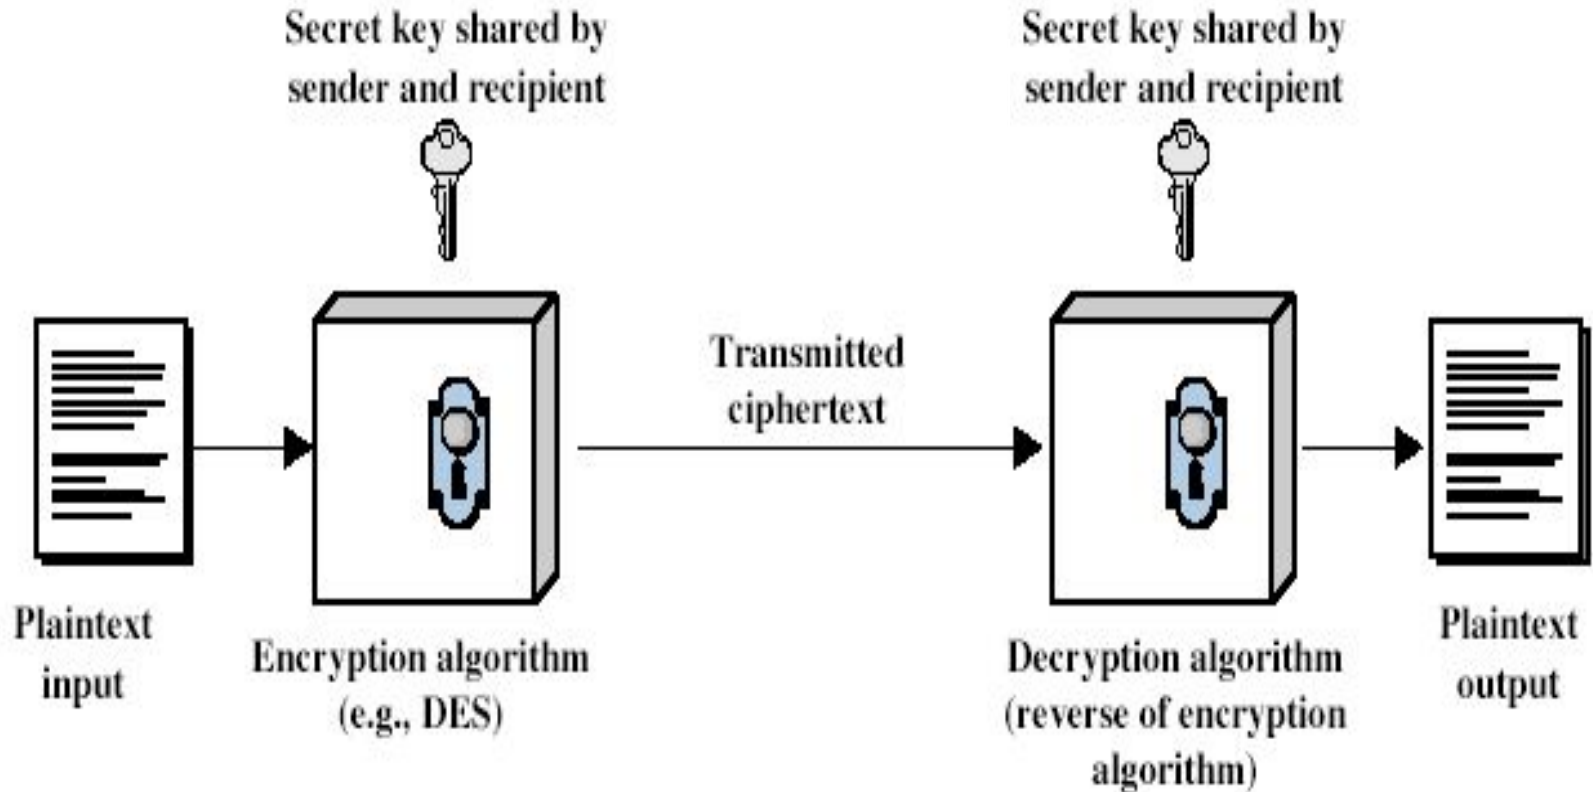 Secret key shared by
sender and recipient
Secret key shared by
sender and recipient
Transmitted
ciphertext
Plaintext
input
Encryption algorithm
(e.g., DES)
Decryption algorithm
(reverse of encryption
algorithm)
Plaintext
output